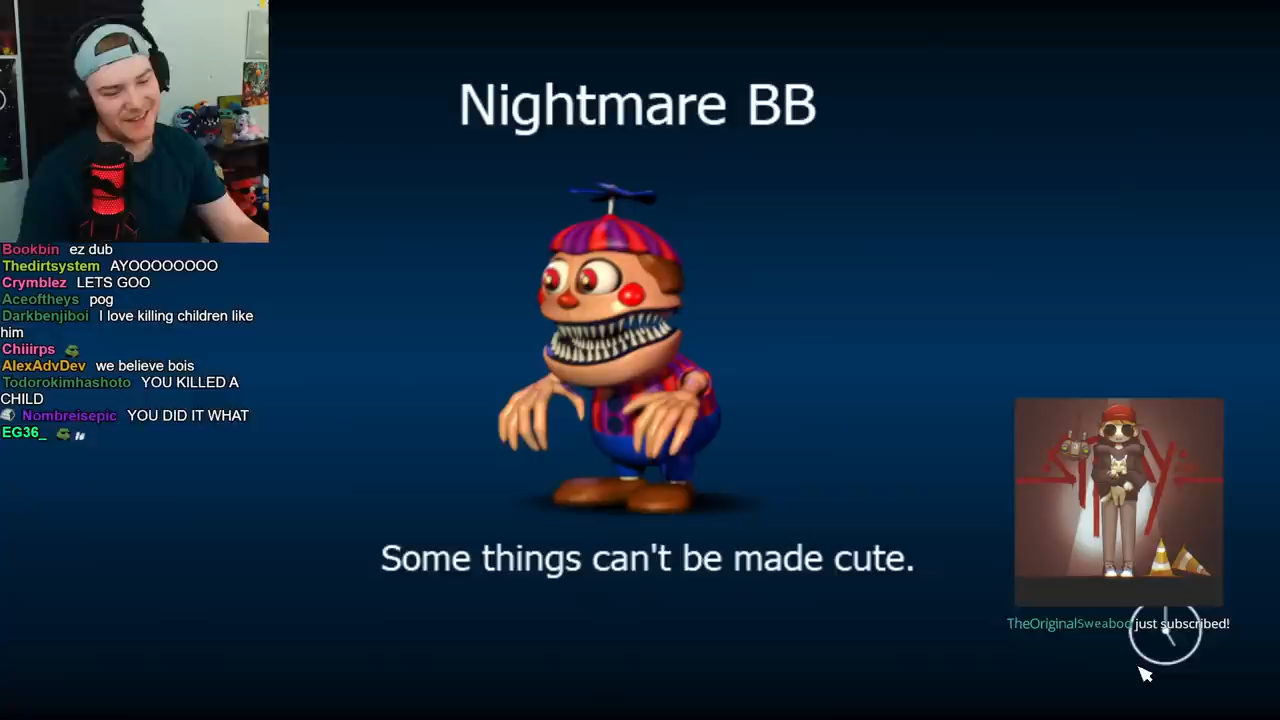 Nightmare BB
Bookbin ez dub
Thedirtsystem AYOOOOOOOO
Crymblez LETS GOO
Aceoftheys pog
Darkbenjiboi I love killing children like
him
Chiiirps
AlexAdvDev we believe bois
Todorokimhashoto YOU KILLED A
CHILD
Nombreisepic YOU DID IT WHAT
EG36_
Some things can't be made cute.
TheOriginalSweaboo just subscribed!